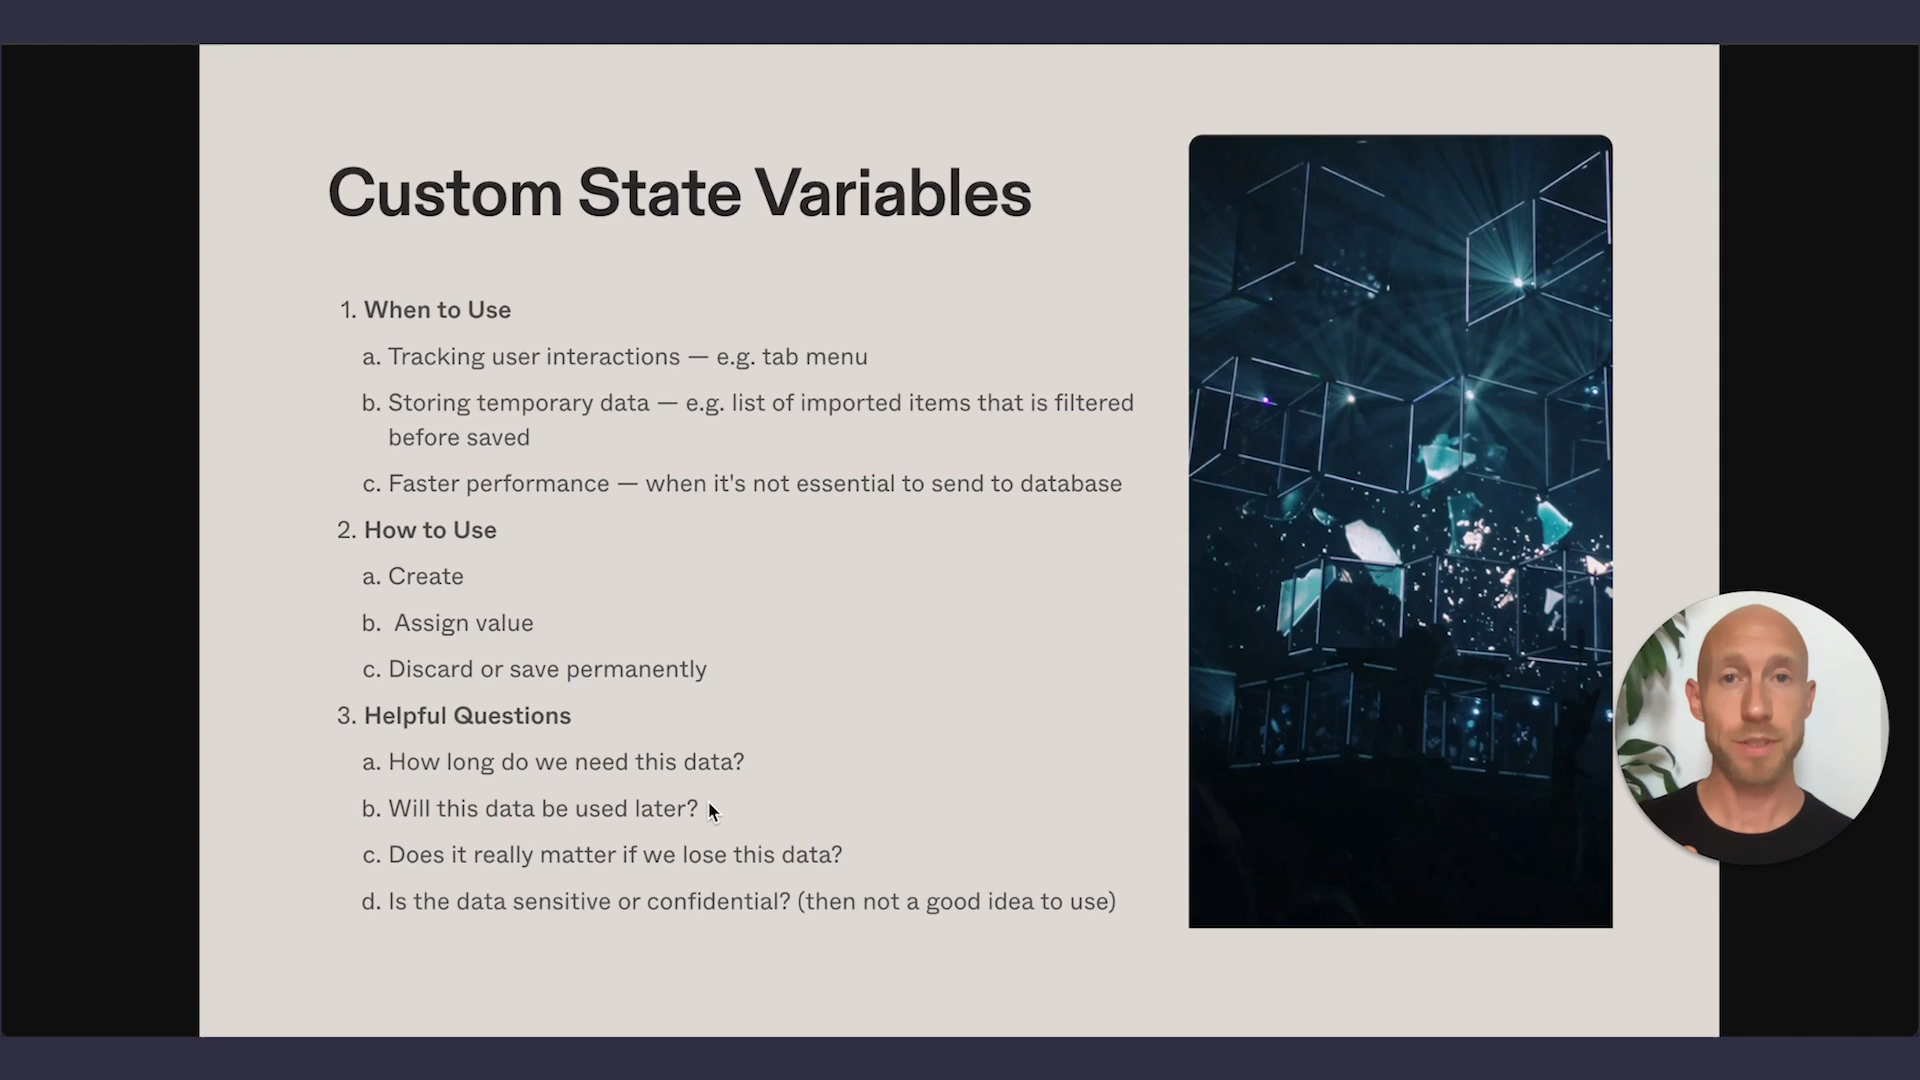 Custom State Variables
1. When to Use
a. Tracking user interactions — e.g. tab menu
b. Storing temporary data — e.g. list of imported items that is filtered
before saved
c. Faster performance — when it's not essential to send to database
2. How to Use
a. Create
b. Assign value
c. Discard or save permanently
3. Helpful Questions
a. How long do we need this data?
b. Will this data be used later?
c. Does it really matter if we lose this data?
d. Is the data sensitive or confidential? (then not a good idea to use)